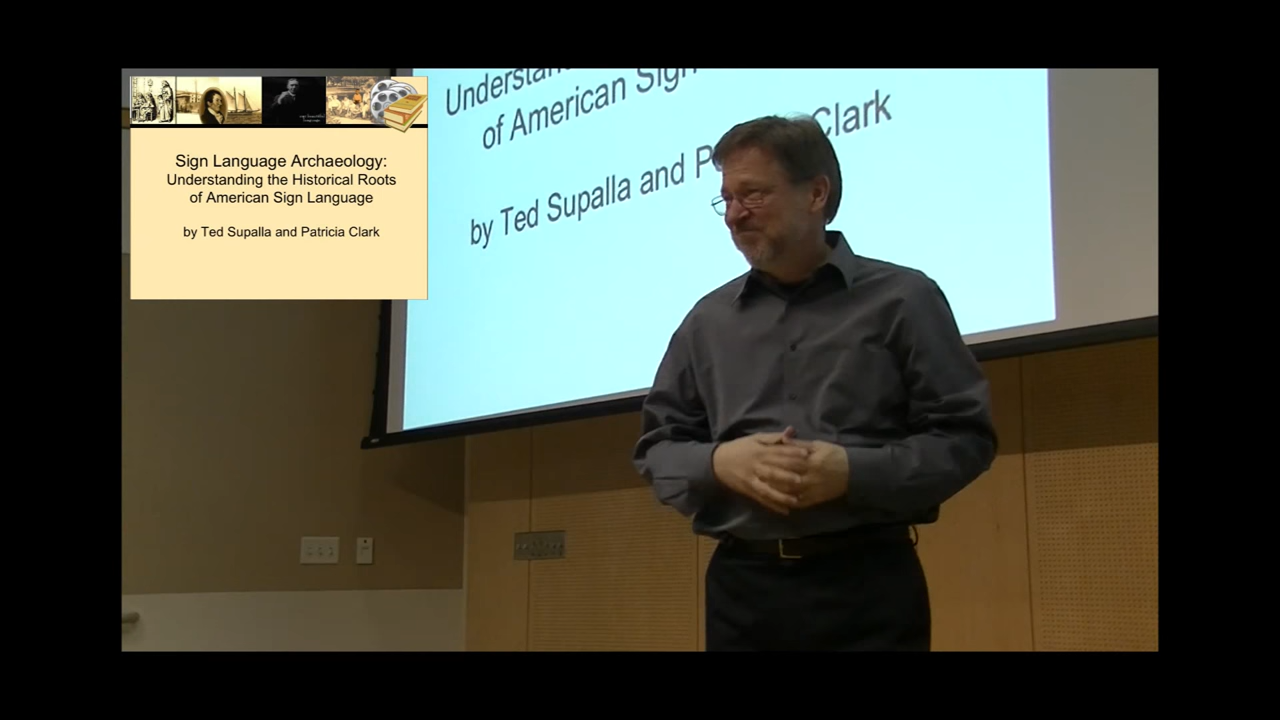 Sign Language Archaeology:
Understanding the Historical Roots
of American Sign Language
by Ted Supalla and Patricia Clark
of American Sign
by Ted Supalla and
Clark